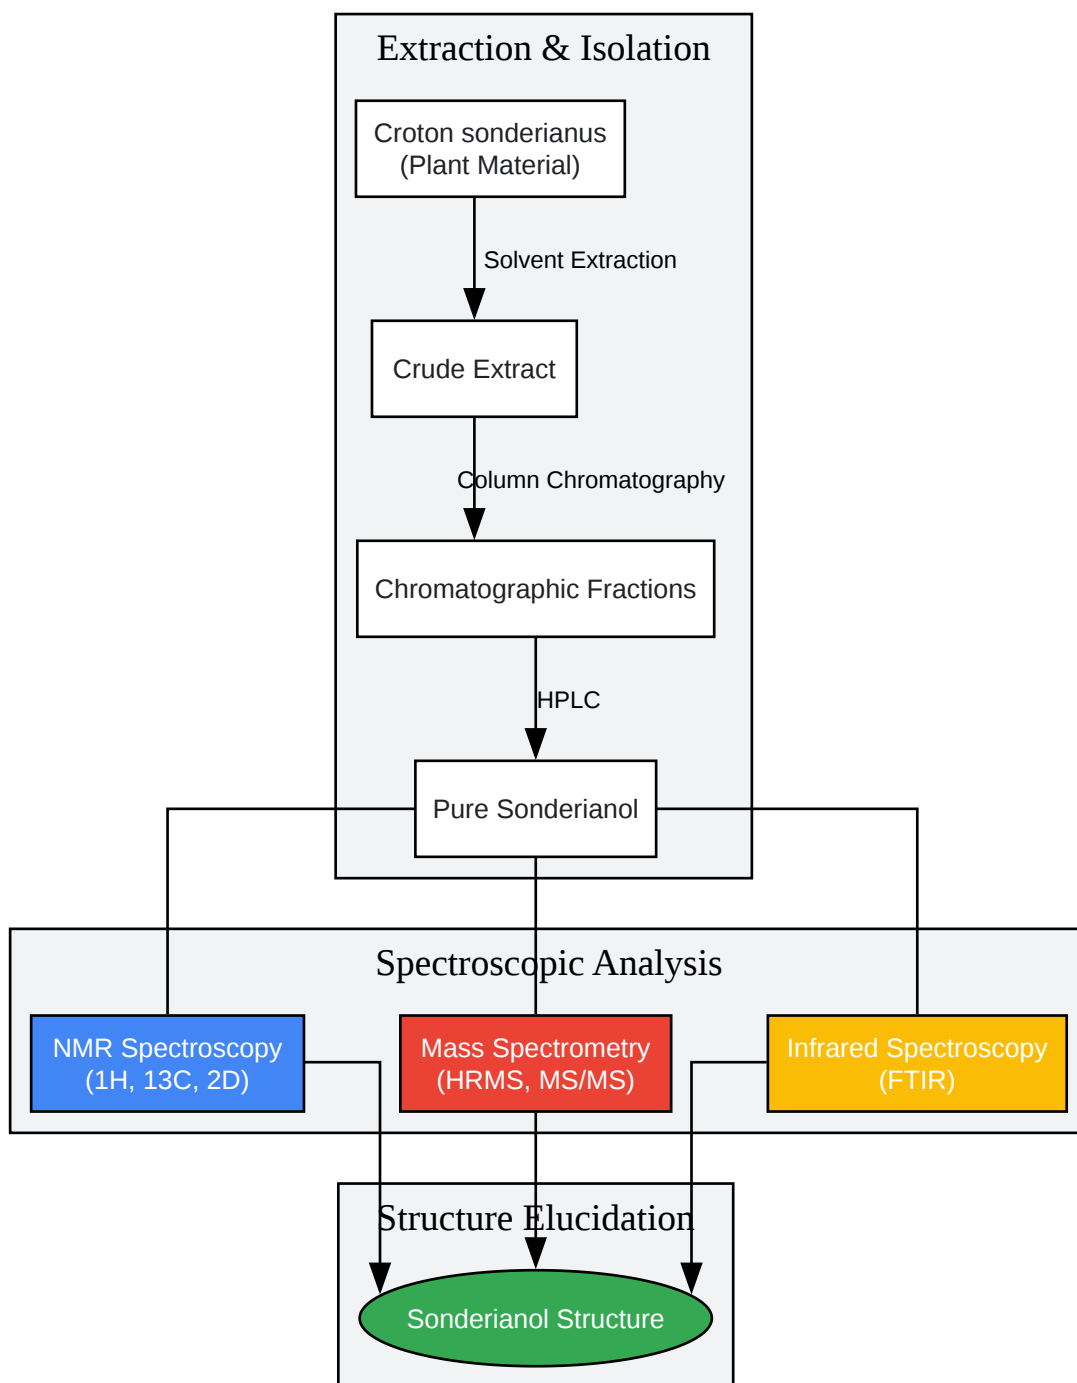 Extraction & Isolation
Croton sonderianus
(Plant Material)
Solvent Extraction
Crude Extract
Column Chromatography
Chromatographic Fractions
HPLC
Pure Sonderianol
Spectroscopic Analysis
NMR Spectroscopy
(1H, 13C, 2D)
Mass Spectrometry
(HRMS, MS/MS)
Infrared Spectroscopy
(FTIR)
Structure Elucidation
Sonderianol Structure